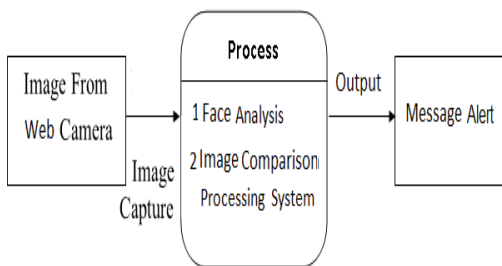 Image From
Web Camera
Image
Capture
Process
1 Face Analysis
2 Image Comparison
Processing System
Output
Message Alert